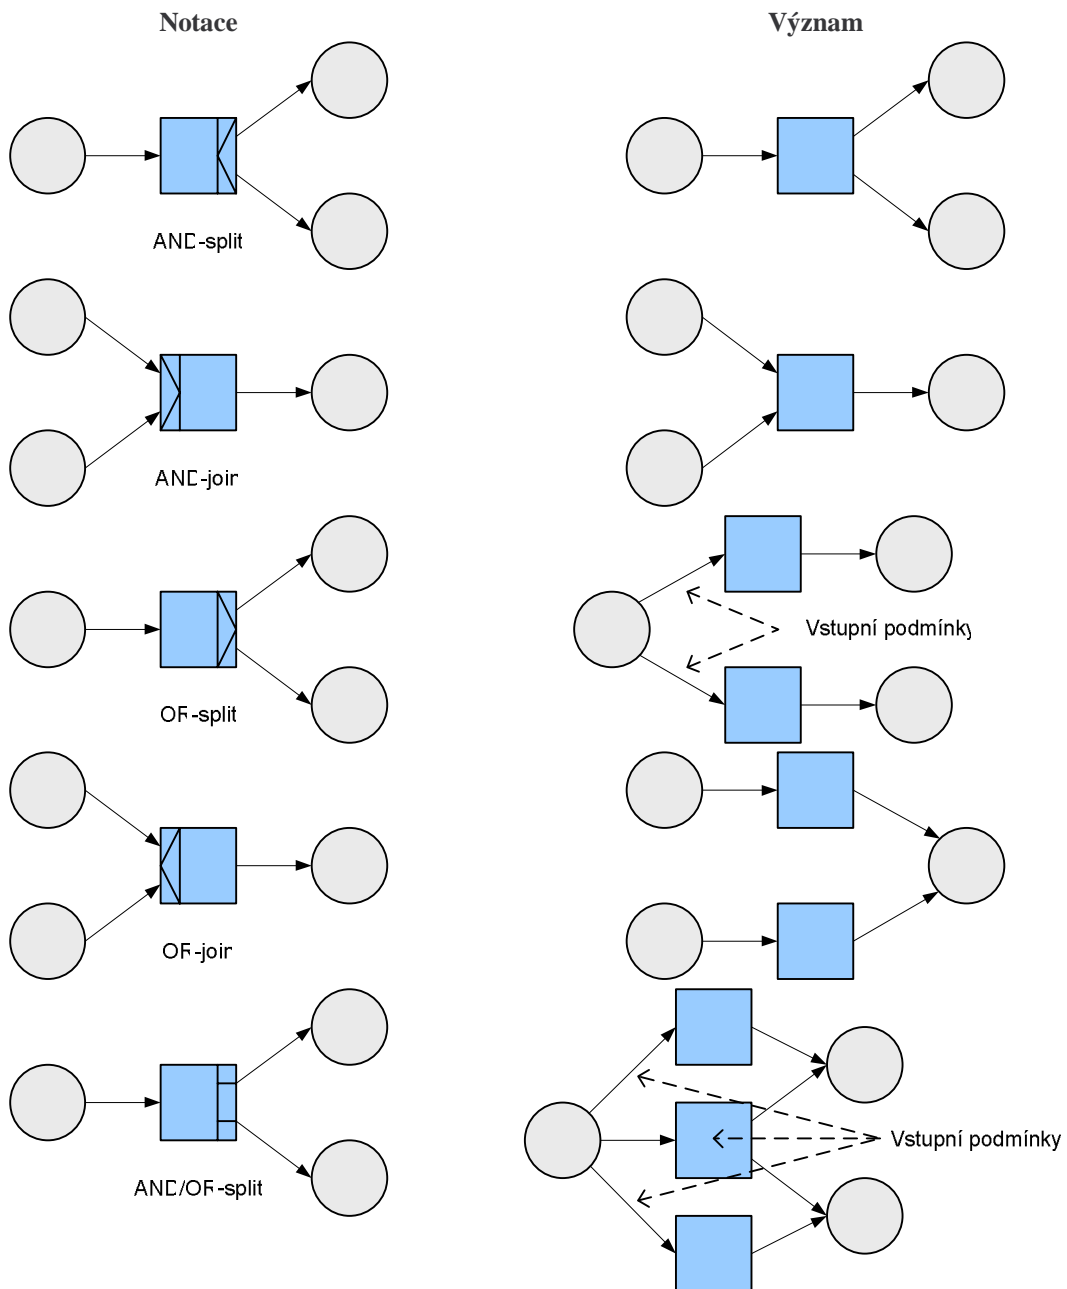 Notace
Význam
AND-split
AND-join
OR-split
Vstupní podmínky
OR-join
AND/OR-split
Vstupní podmínky